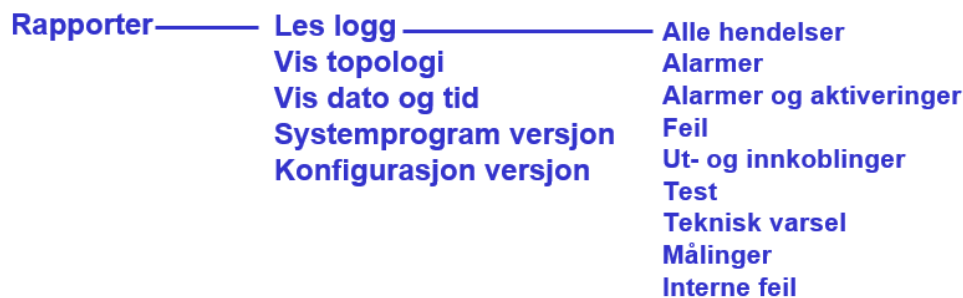 Rapporter
Les logg
Vis topologi
Vis dato og tid
Systemprogram versjon
Konfigurasjon versjon
Alle hendelser
Alarmer
Alarmer og aktiveringer
Feil
Ut- og innkoblinger
Test
Teknisk varsel
Målinger
Interne feil